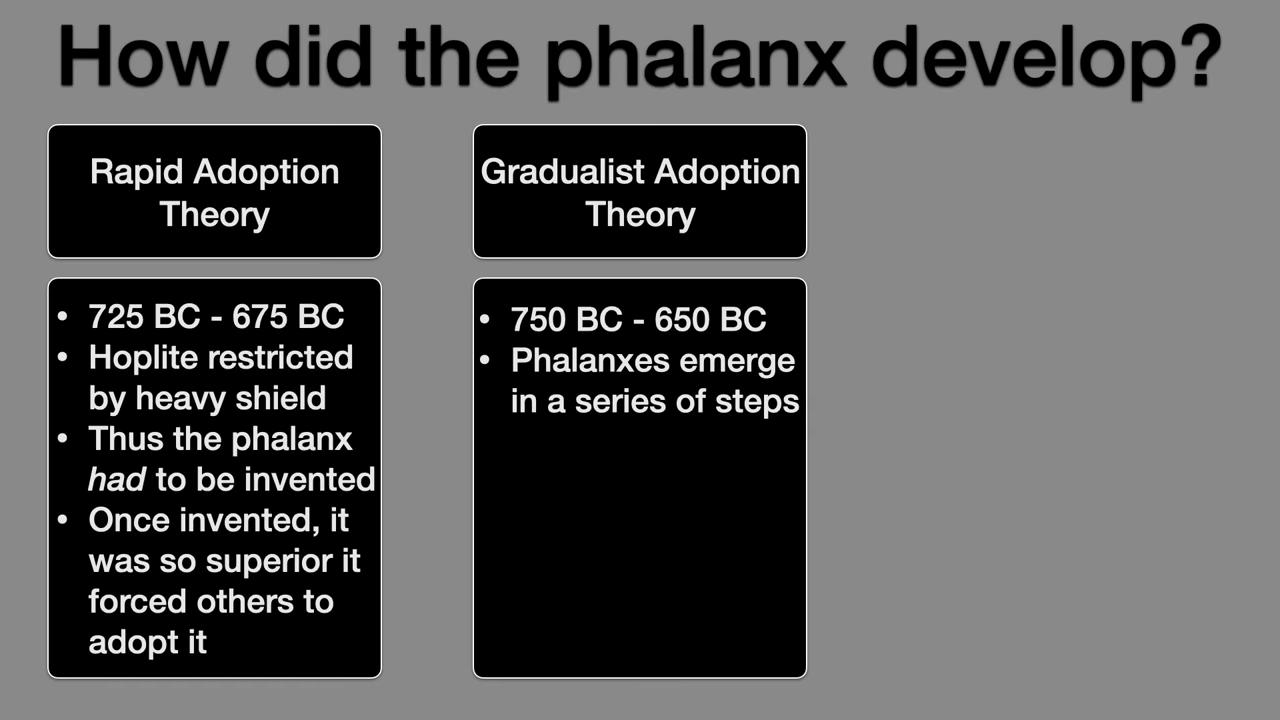 How did the phalanx develop?
Rapid Adoption
Theory
• 725 BC - 675 BC
• Hoplite restricted
by heavy shield
• Thus the phalanx
had to be invented
• Once invented, it
was so superior it
forced others to
adopt it
Gradualist Adoption
Theory
• 750 BC - 650 BC
• Phalanxes emerge
in a series of steps